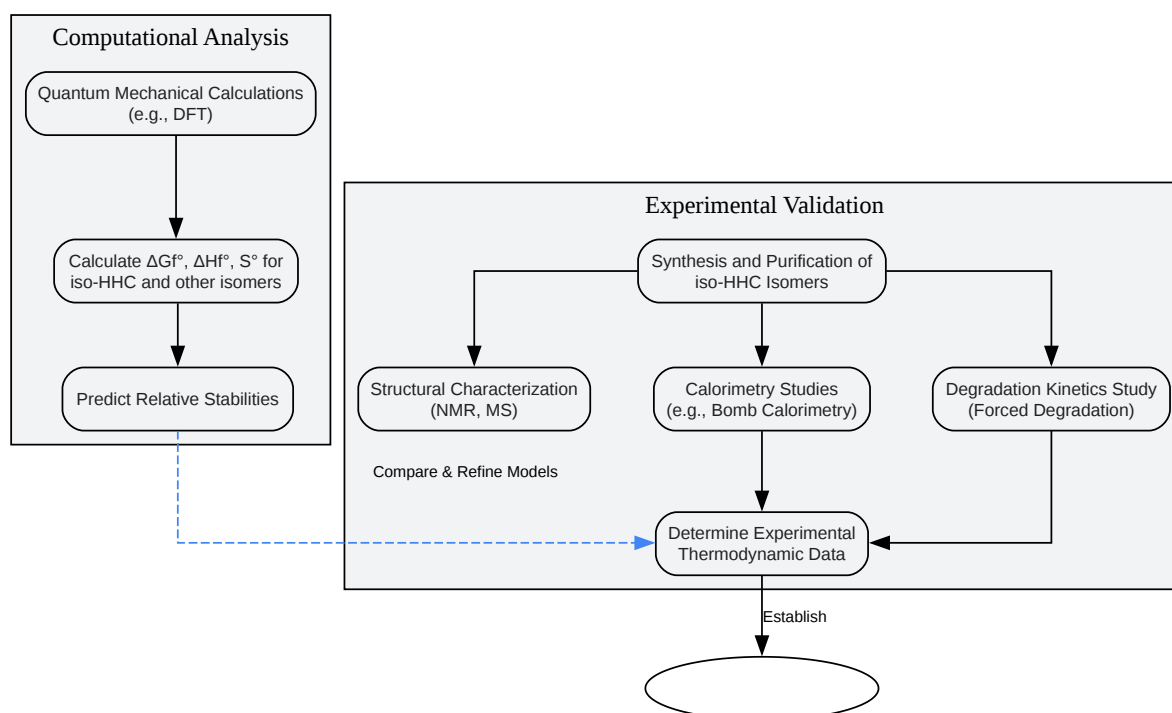 Computational Analysis
Quantum Mechanical Calculations
(e.g., DFT)
Calculate ΔGf°, ΔHf°, S° for
iso-HHC and other isomers
Predict Relative Stabilities
Experimental Validation
Synthesis and Purification of
iso-HHC Isomers
Structural Characterization
(NMR, MS)
Calorimetry Studies
(e.g., Bomb Calorimetry)
Degradation Kinetics Study
(Forced Degradation)
Compare & Refine Models
Determine Experimental
Thermodynamic Data
Establish